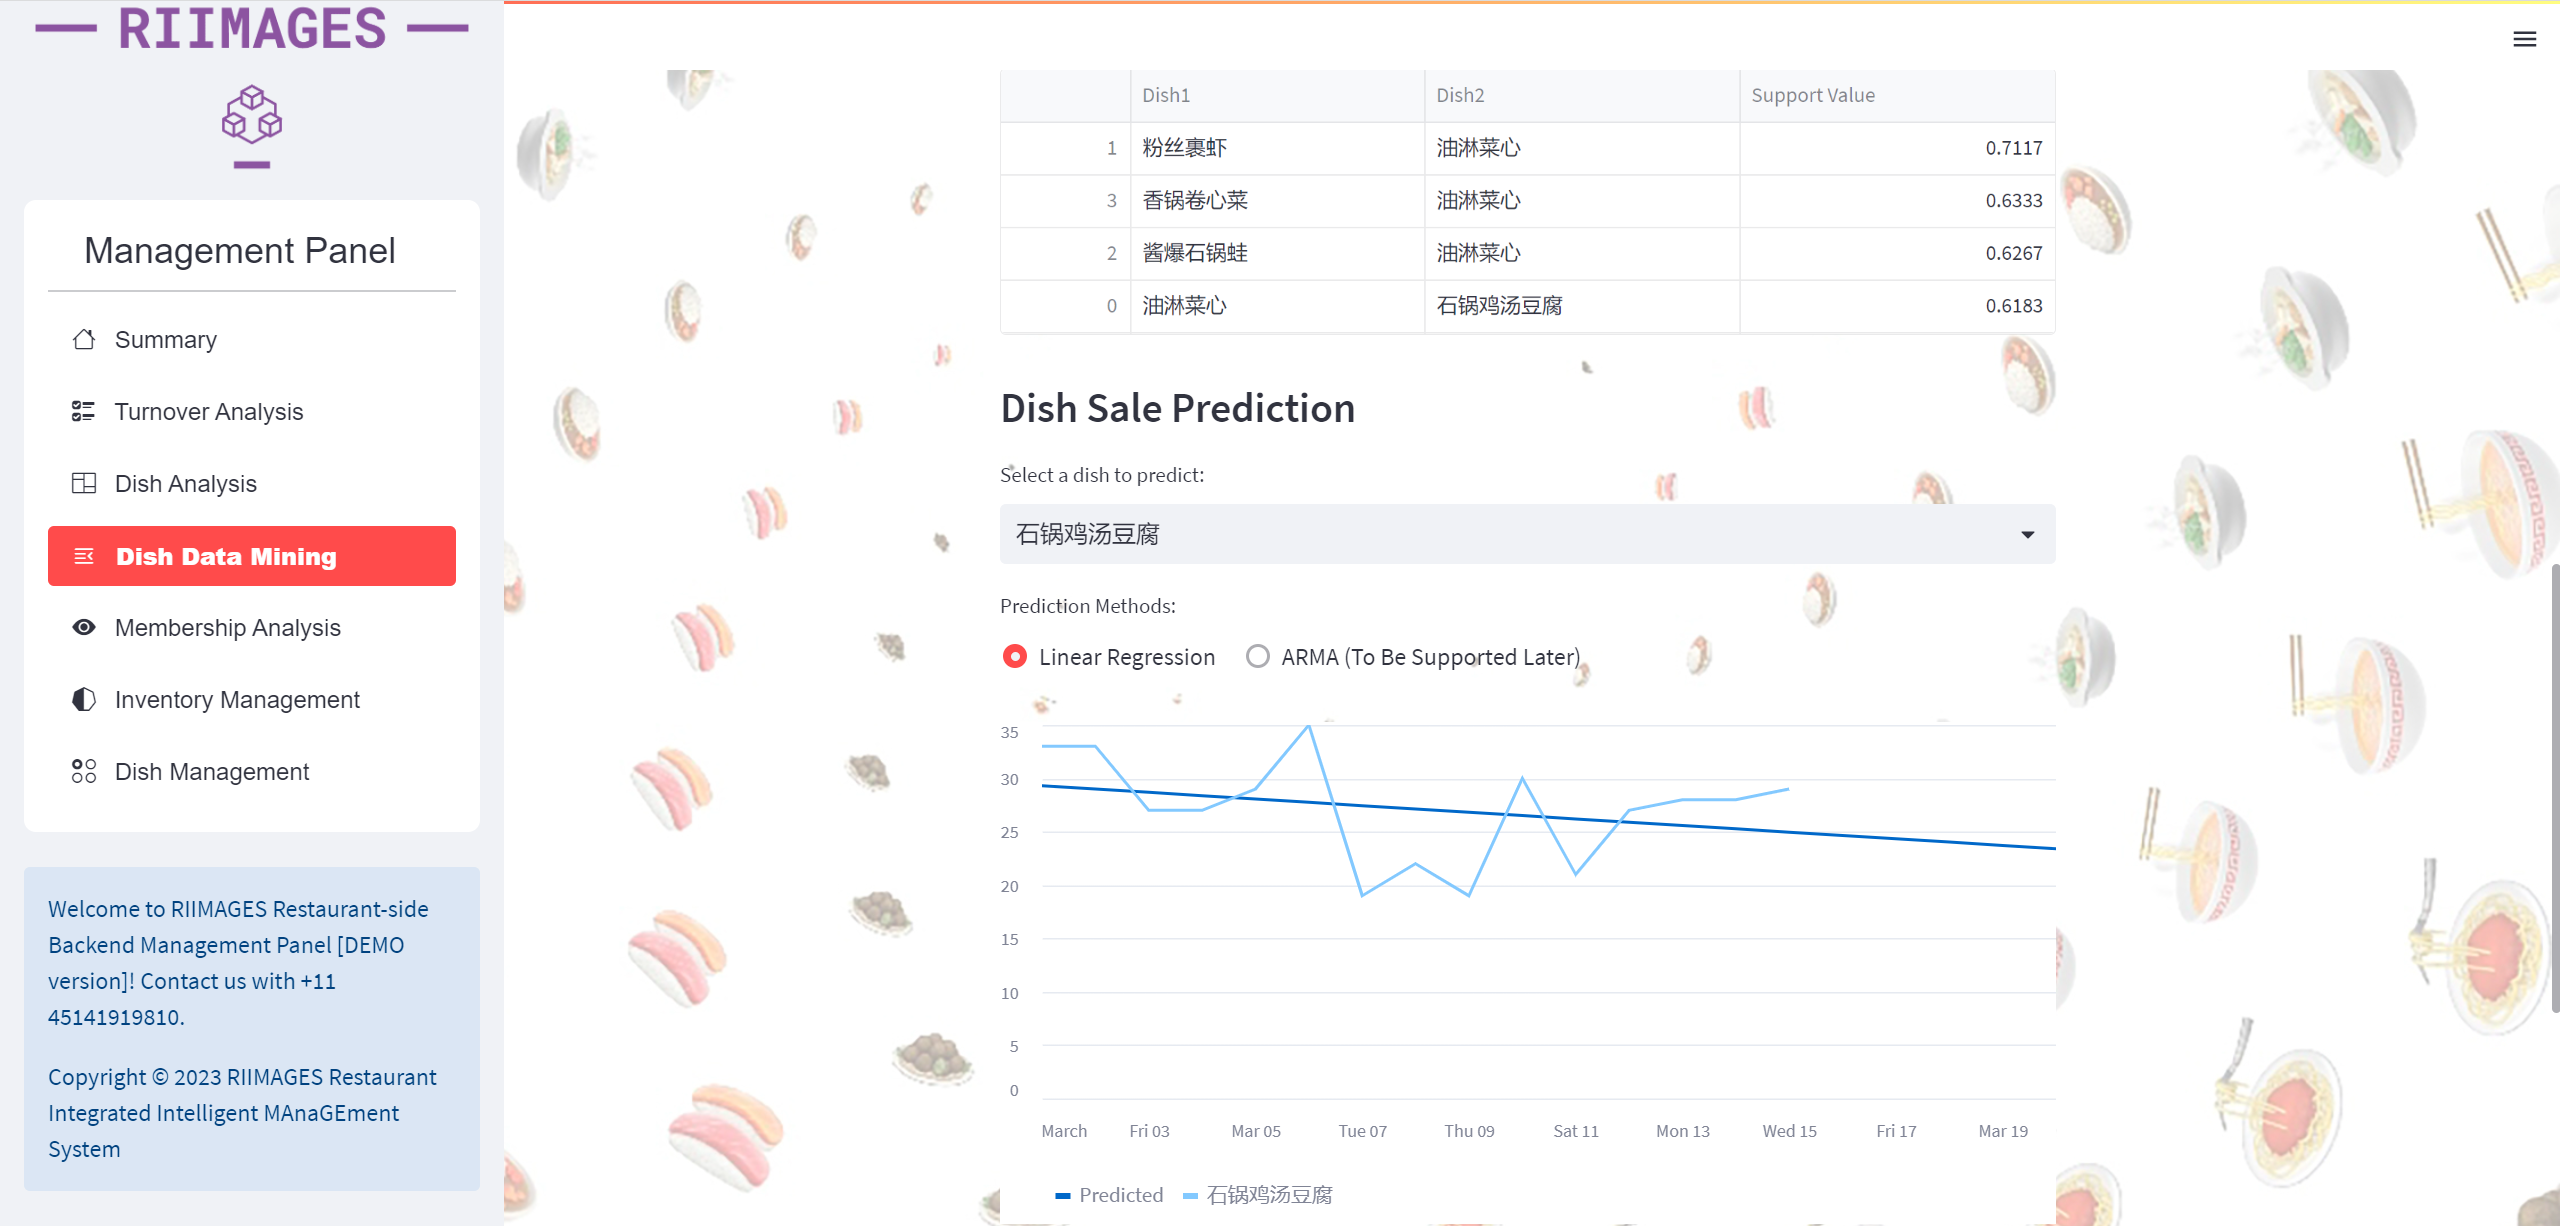 RIIMAGES
Management Panel
Summary
Turnover Analysis
Dish Analysis
Dish Data Mining
Membership Analysis
Inventory Management
Dish Management
Welcome to RIIMAGES Restaurant-side
Backend Management Panel [DEMO
version]! Contact us with +11
45141919810.
Copyright © 2023 RIIMAGES Restaurant
Integrated Intelligent MAnaGEment
System
Dish1 Dish2 Support Value
1 粉丝裹虾 油淋菜心 0.7117
3 香锅卷心菜 油淋菜心 0.6333
2 酱爆石锅蛙 油淋菜心 0.6267
0 油淋菜心 石锅鸡汤豆腐 0.6183
Dish Sale Prediction
Select a dish to predict:
石锅鸡汤豆腐
Prediction Methods:
Linear Regression ARMA (To Be Supported Later)
35
30
25
20
15
10
5
0
March Fri 03 Mar 05 Tue 07 Thu 09 Sat 11 Mon 13 Wed 15 Fri 17 Mar 19
Predicted 石锅鸡汤豆腐